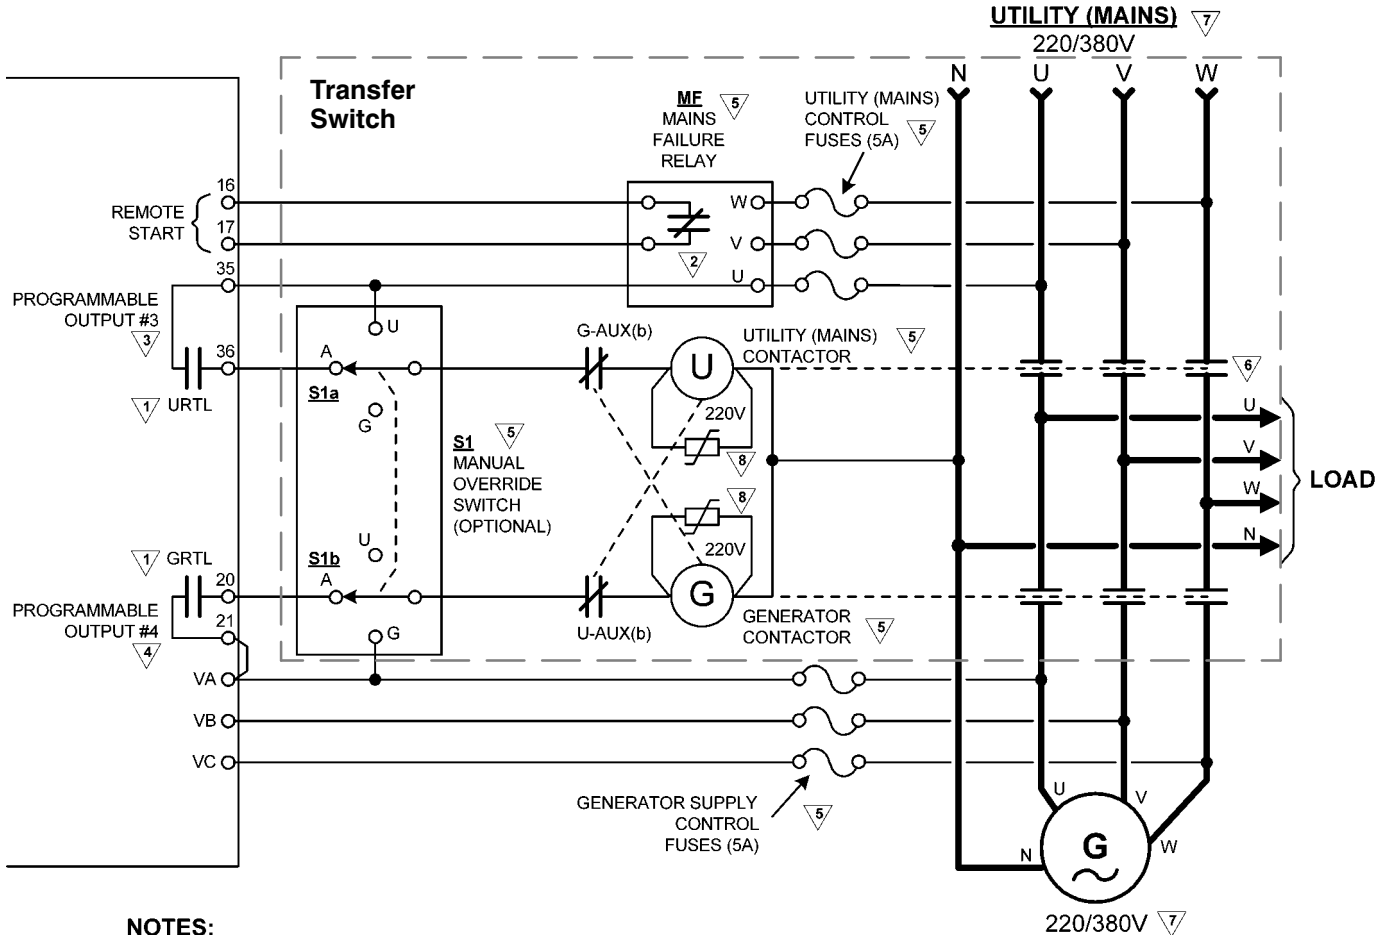 UTILITY (MAINS) 7
220/380V
N U V W
Transfer
Switch
MF 5
MAINS
FAILURE
RELAY
UTILITY (MAINS)
CONTROL
FUSES (5A) 5
16
REMOTE
START
17
W
V
2
U
35
PROGRAMMABLE
OUTPUT #3
3
36
1 URTL
U
A
S1a
G
G-AUX(b)
U
220V
8
UTILITY (MAINS)
CONTACTOR 5
6
U
V
W
N
LOAD
S1 5
MANUAL
OVERRIDE
SWITCH
(OPTIONAL)
8
220V
G
U
S1b
A
G
U-AUX(b)
GENERATOR
CONTACTOR 5
1 GRTL
20
PROGRAMMABLE
OUTPUT #4
21
4
VA
VB
VC
GENERATOR SUPPLY
CONTROL
FUSES (5A)
5
U V
N G W
220/380V 7
NOTES: